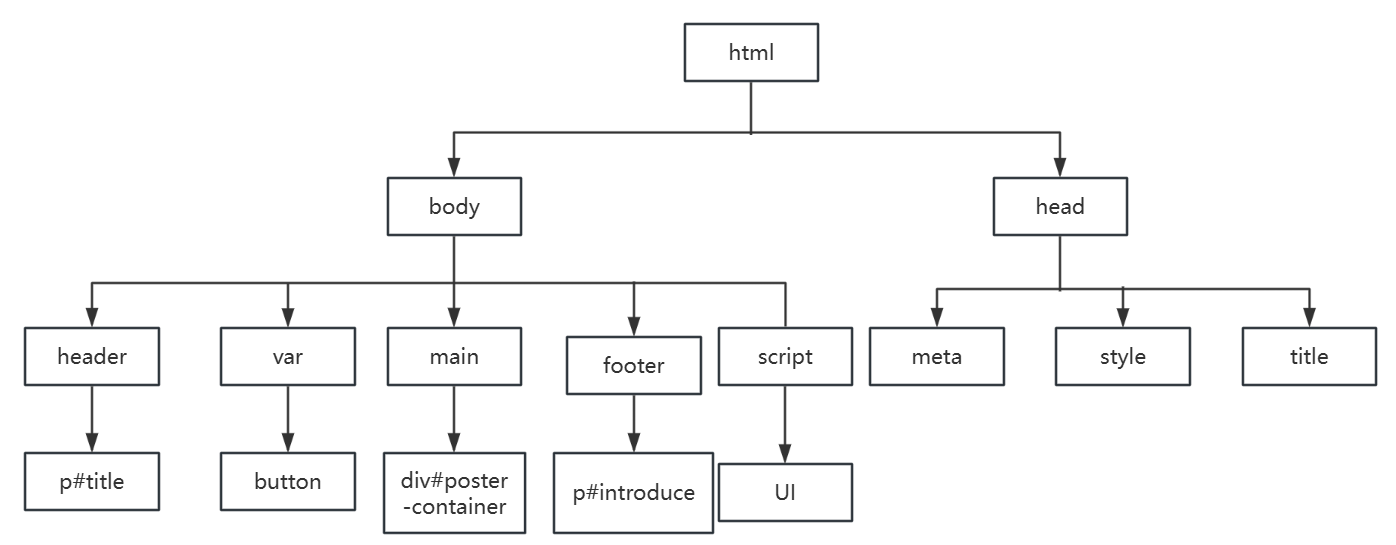 html
body
head
header
var
main
footer
script
meta
style
title
p#title
button
div#poster
-container
p#introduce
UI